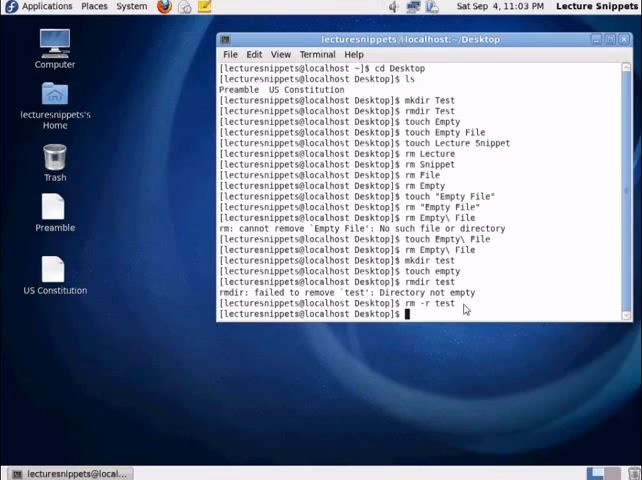 Applications Places System
Sat Sep 4, 11:03 PM Lecture Snippets
lecturesnippets@localhost:~/Desktop
File Edit View Terminal Help
[lecturesnippets@localhost ~]$ cd Desktop
[lecturesnippets@localhost Desktop]$ ls
Preamble  US Constitution
[lecturesnippets@localhost Desktop]$ mkdir Test
[lecturesnippets@localhost Desktop]$ rmdir Test
[lecturesnippets@localhost Desktop]$ touch Empty
[lecturesnippets@localhost Desktop]$ touch Empty File
[lecturesnippets@localhost Desktop]$ touch Lecture Snippet
[lecturesnippets@localhost Desktop]$ rm Lecture
[lecturesnippets@localhost Desktop]$ rm Snippet
[lecturesnippets@localhost Desktop]$ rm File
[lecturesnippets@localhost Desktop]$ rm Empty
[lecturesnippets@localhost Desktop]$ touch "Empty File"
[lecturesnippets@localhost Desktop]$ rm "Empty File"
[lecturesnippets@localhost Desktop]$ rm Empty\ File
rm: cannot remove `Empty File': No such file or directory
[lecturesnippets@localhost Desktop]$ touch Empty\ File
[lecturesnippets@localhost Desktop]$ rm Empty\ File
[lecturesnippets@localhost Desktop]$ mkdir test
[lecturesnippets@localhost Desktop]$ touch empty
[lecturesnippets@localhost Desktop]$ rmdir test
rmdir: failed to remove `test': Directory not empty
[lecturesnippets@localhost Desktop]$ rm -r test
[lecturesnippets@localhost Desktop]$
Computer
lecturesnippets's
Home
Trash
Preamble
US Constitution
lecturesnippets@local...